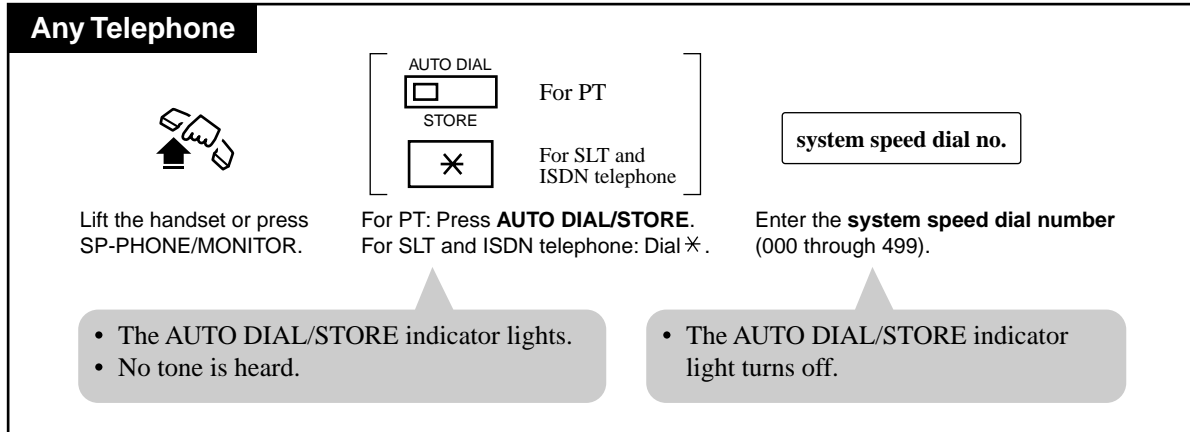 Any Telephone
AUTO DIAL
For PT
STORE
For SLT and
ISDN telephone
system speed dial no.
Lift the handset or press
SP-PHONE/MONITOR.
For PT: Press AUTO DIAL/STORE.
For SLT and ISDN telephone: Dial ✳.
Enter the system speed dial number
(000 through 499).
• The AUTO DIAL/STORE indicator lights.
• No tone is heard.
• The AUTO DIAL/STORE indicator
light turns off.